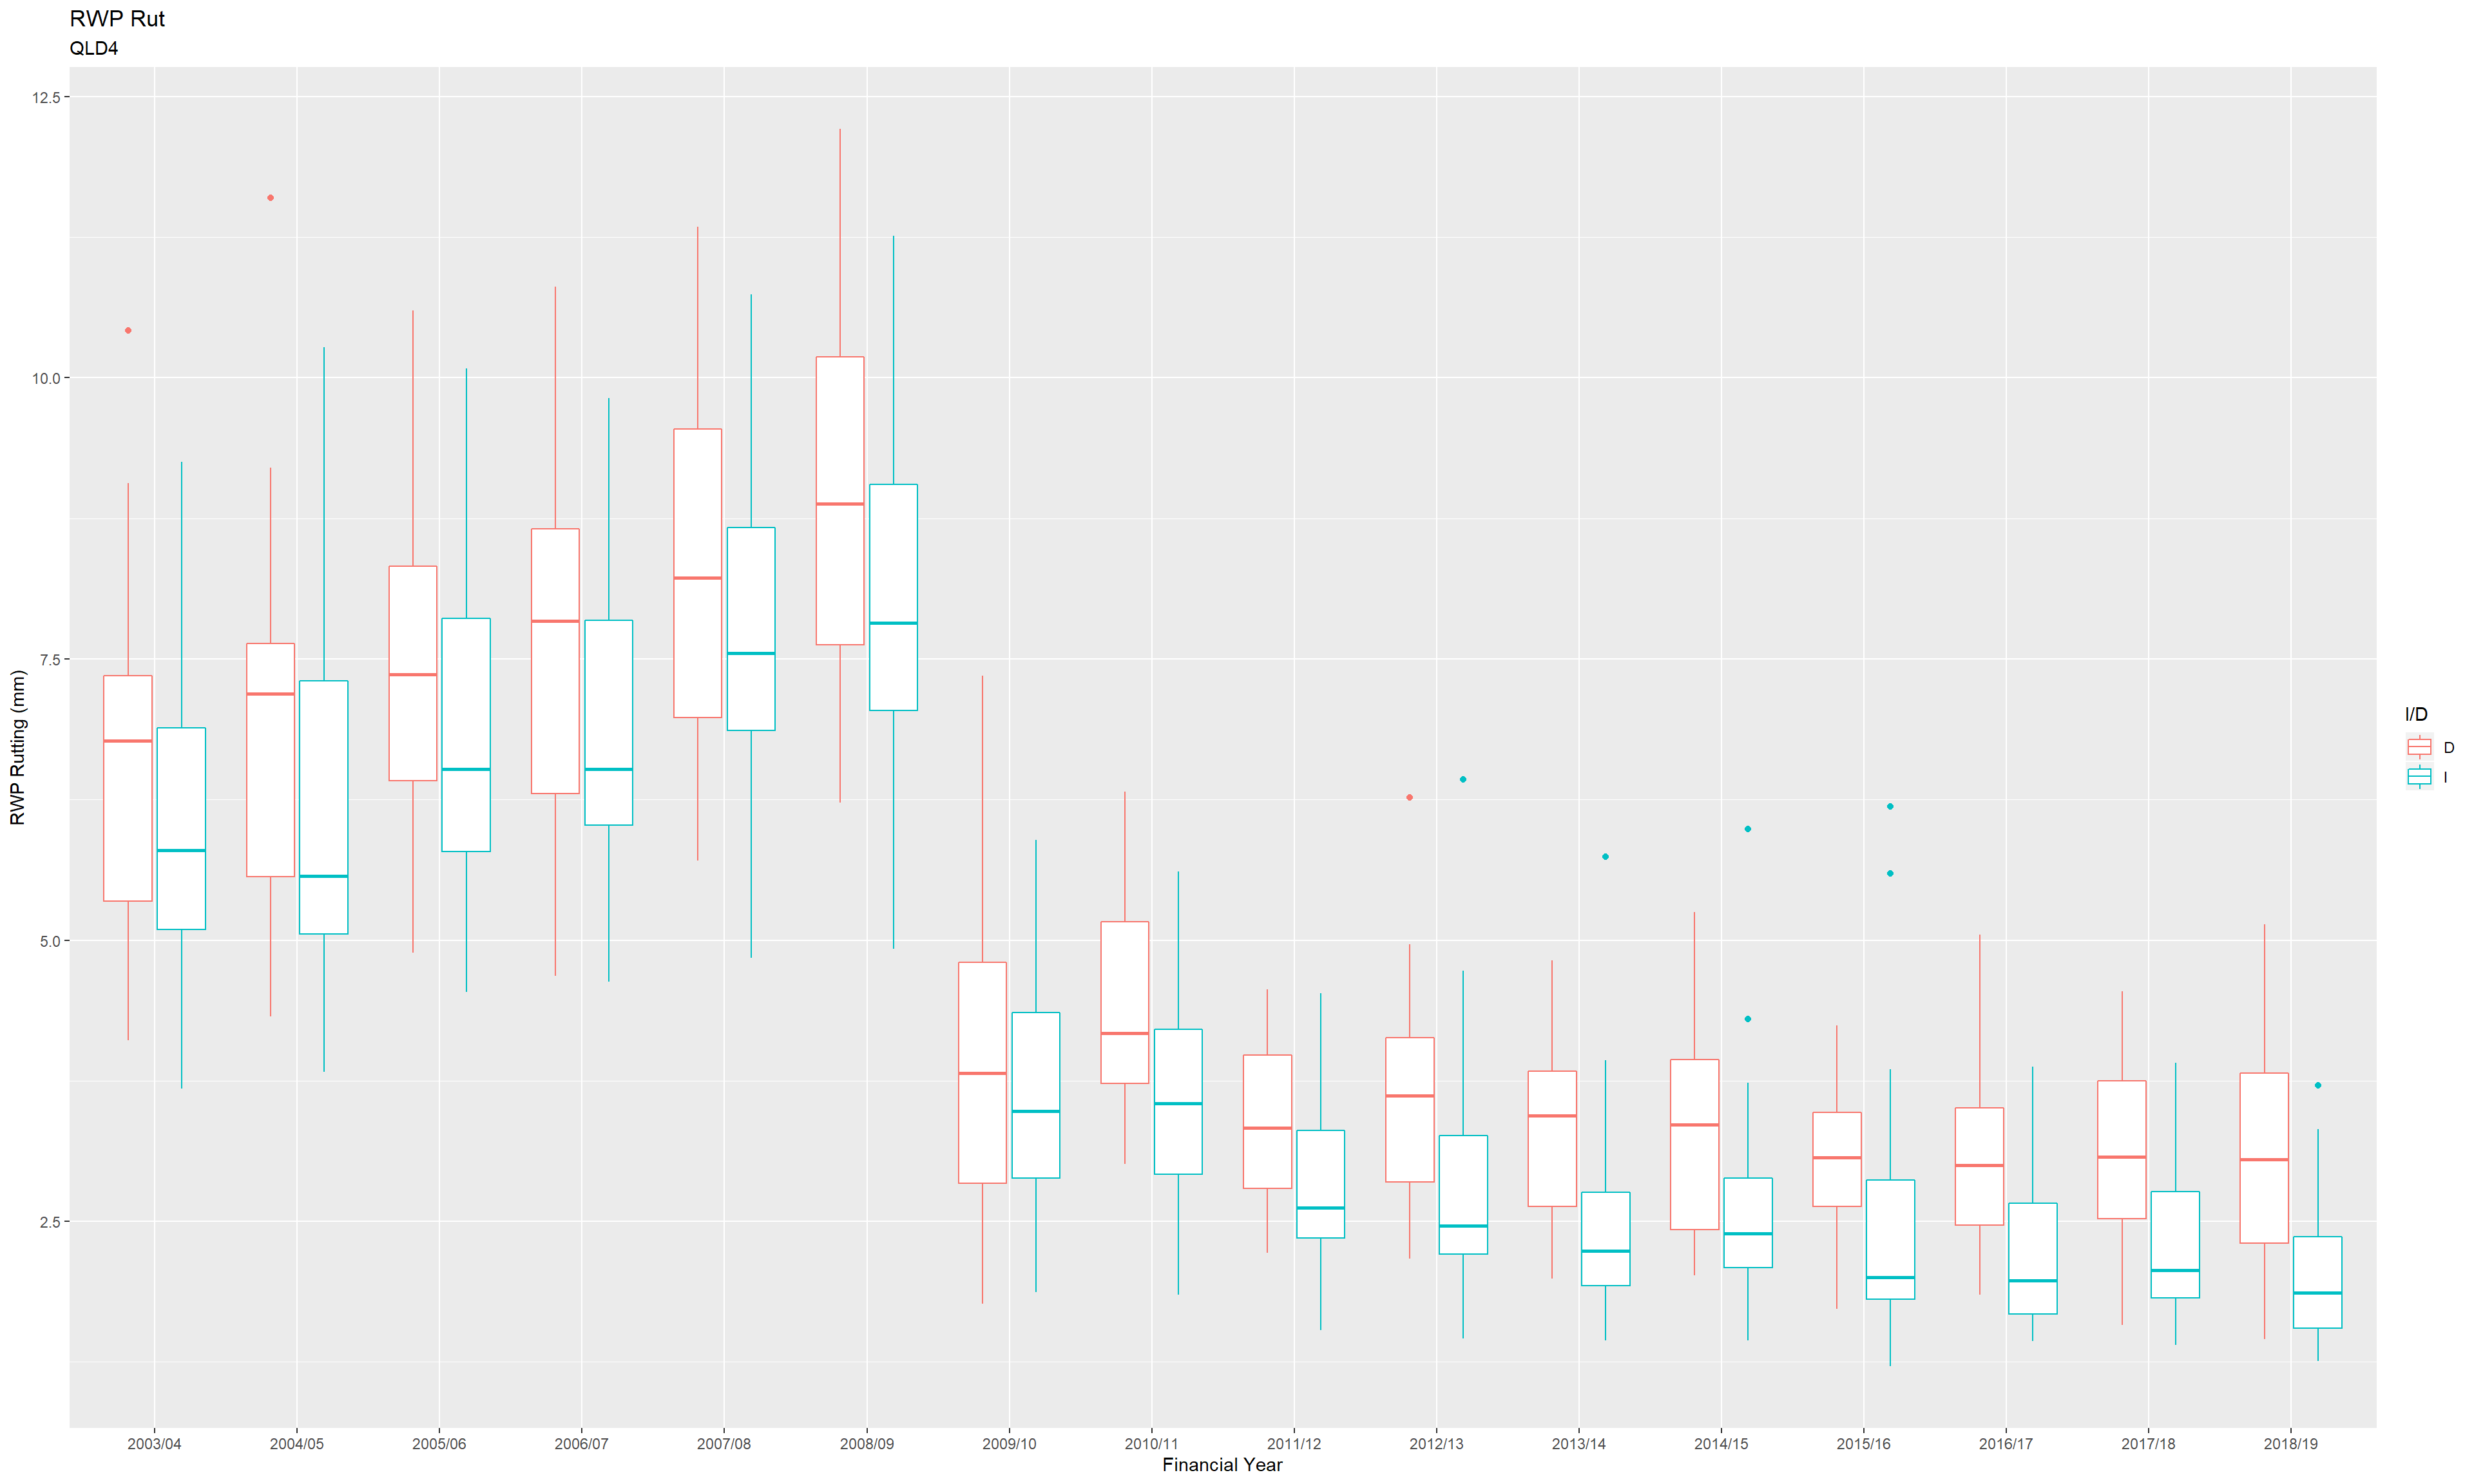 RWP Rut
QLD4
12.5
10.0
7.5
5.0
2.5
RWP Rutting (mm)
2003/04 2004/05 2005/06 2006/07 2007/08 2008/09 2009/10 2010/11 2011/12 2012/13 2013/14 2014/15 2015/16 2016/17 2017/18 2018/19
Financial Year
I/D
D
I